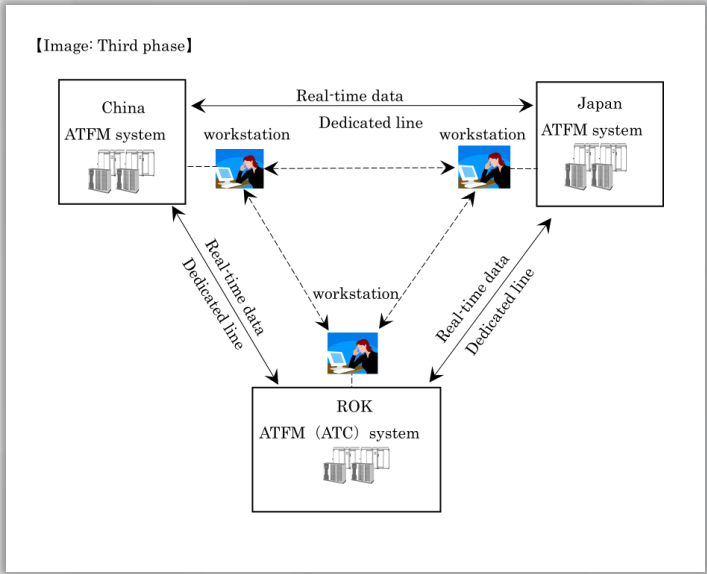 【Image: Third phase】
China
ATFM system
Real-time data
Dedicated line
Japan
ATFM system
workstation
workstation
Real-time data
Dedicated line
workstation
Real-time data
Dedicated line
ROK
ATFM（ATC）system